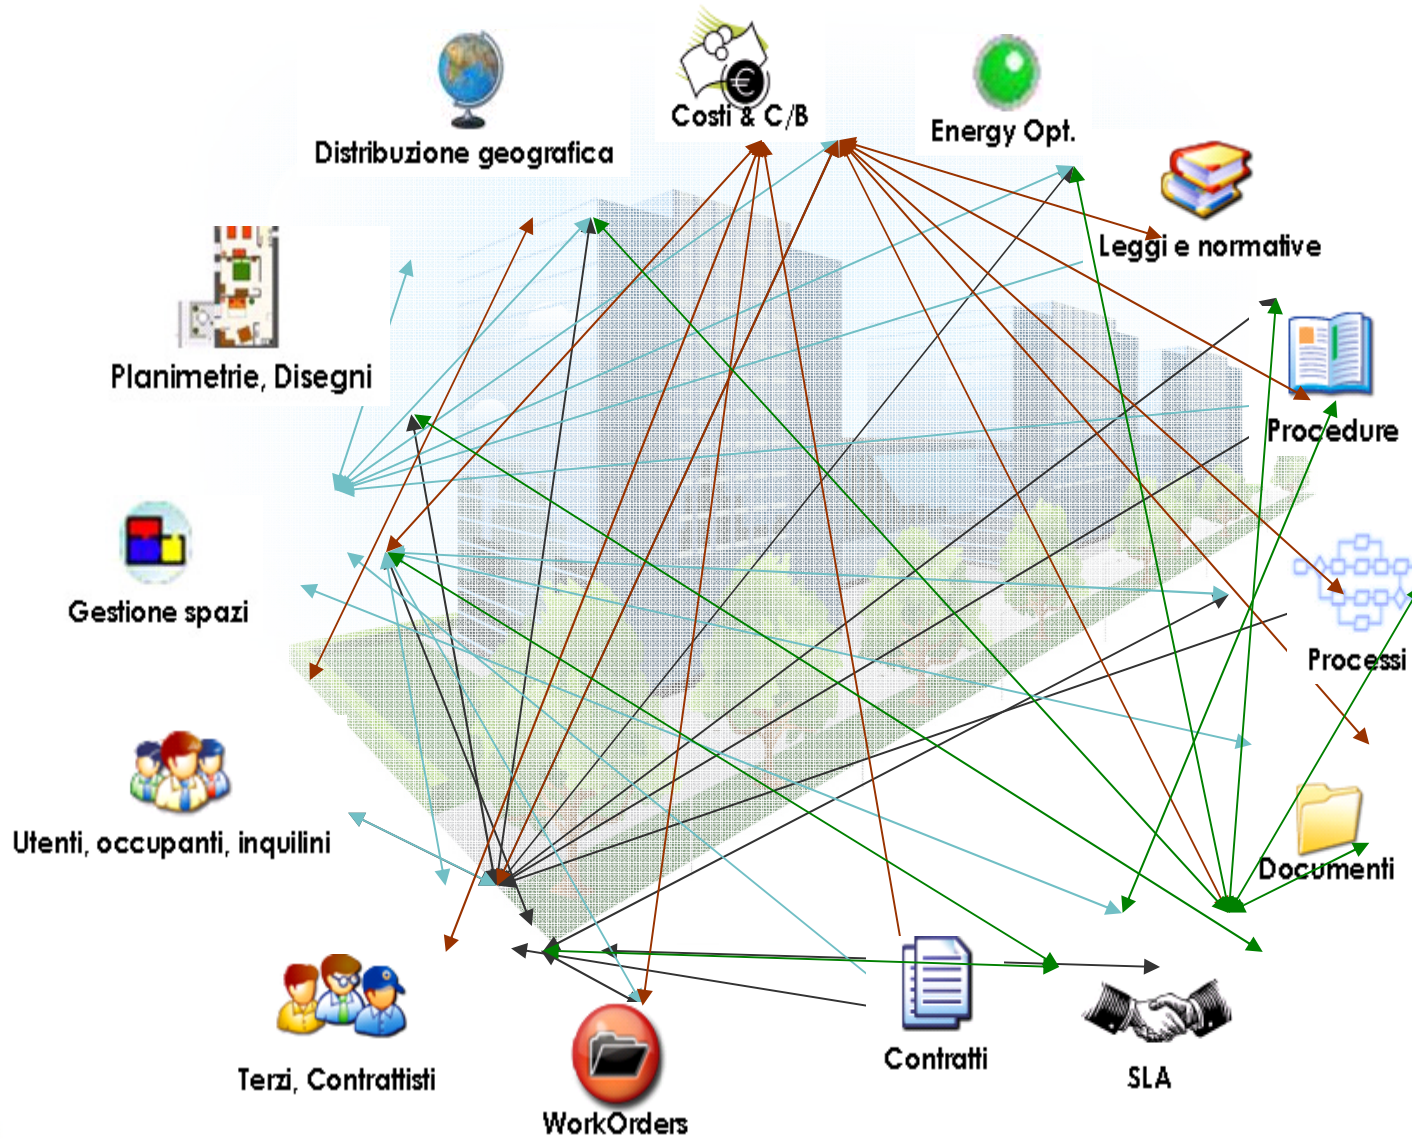 Costi & C/B
Energy Opt.
Distribuzione geografica
Leggi e normative
Planimetrie, Disegni
Procedure
Gestione spazi
Processi
Utenti, occupanti, inquilini
Documenti
Contratti
SLA
Terzi, Contrattisti
WorkOrders